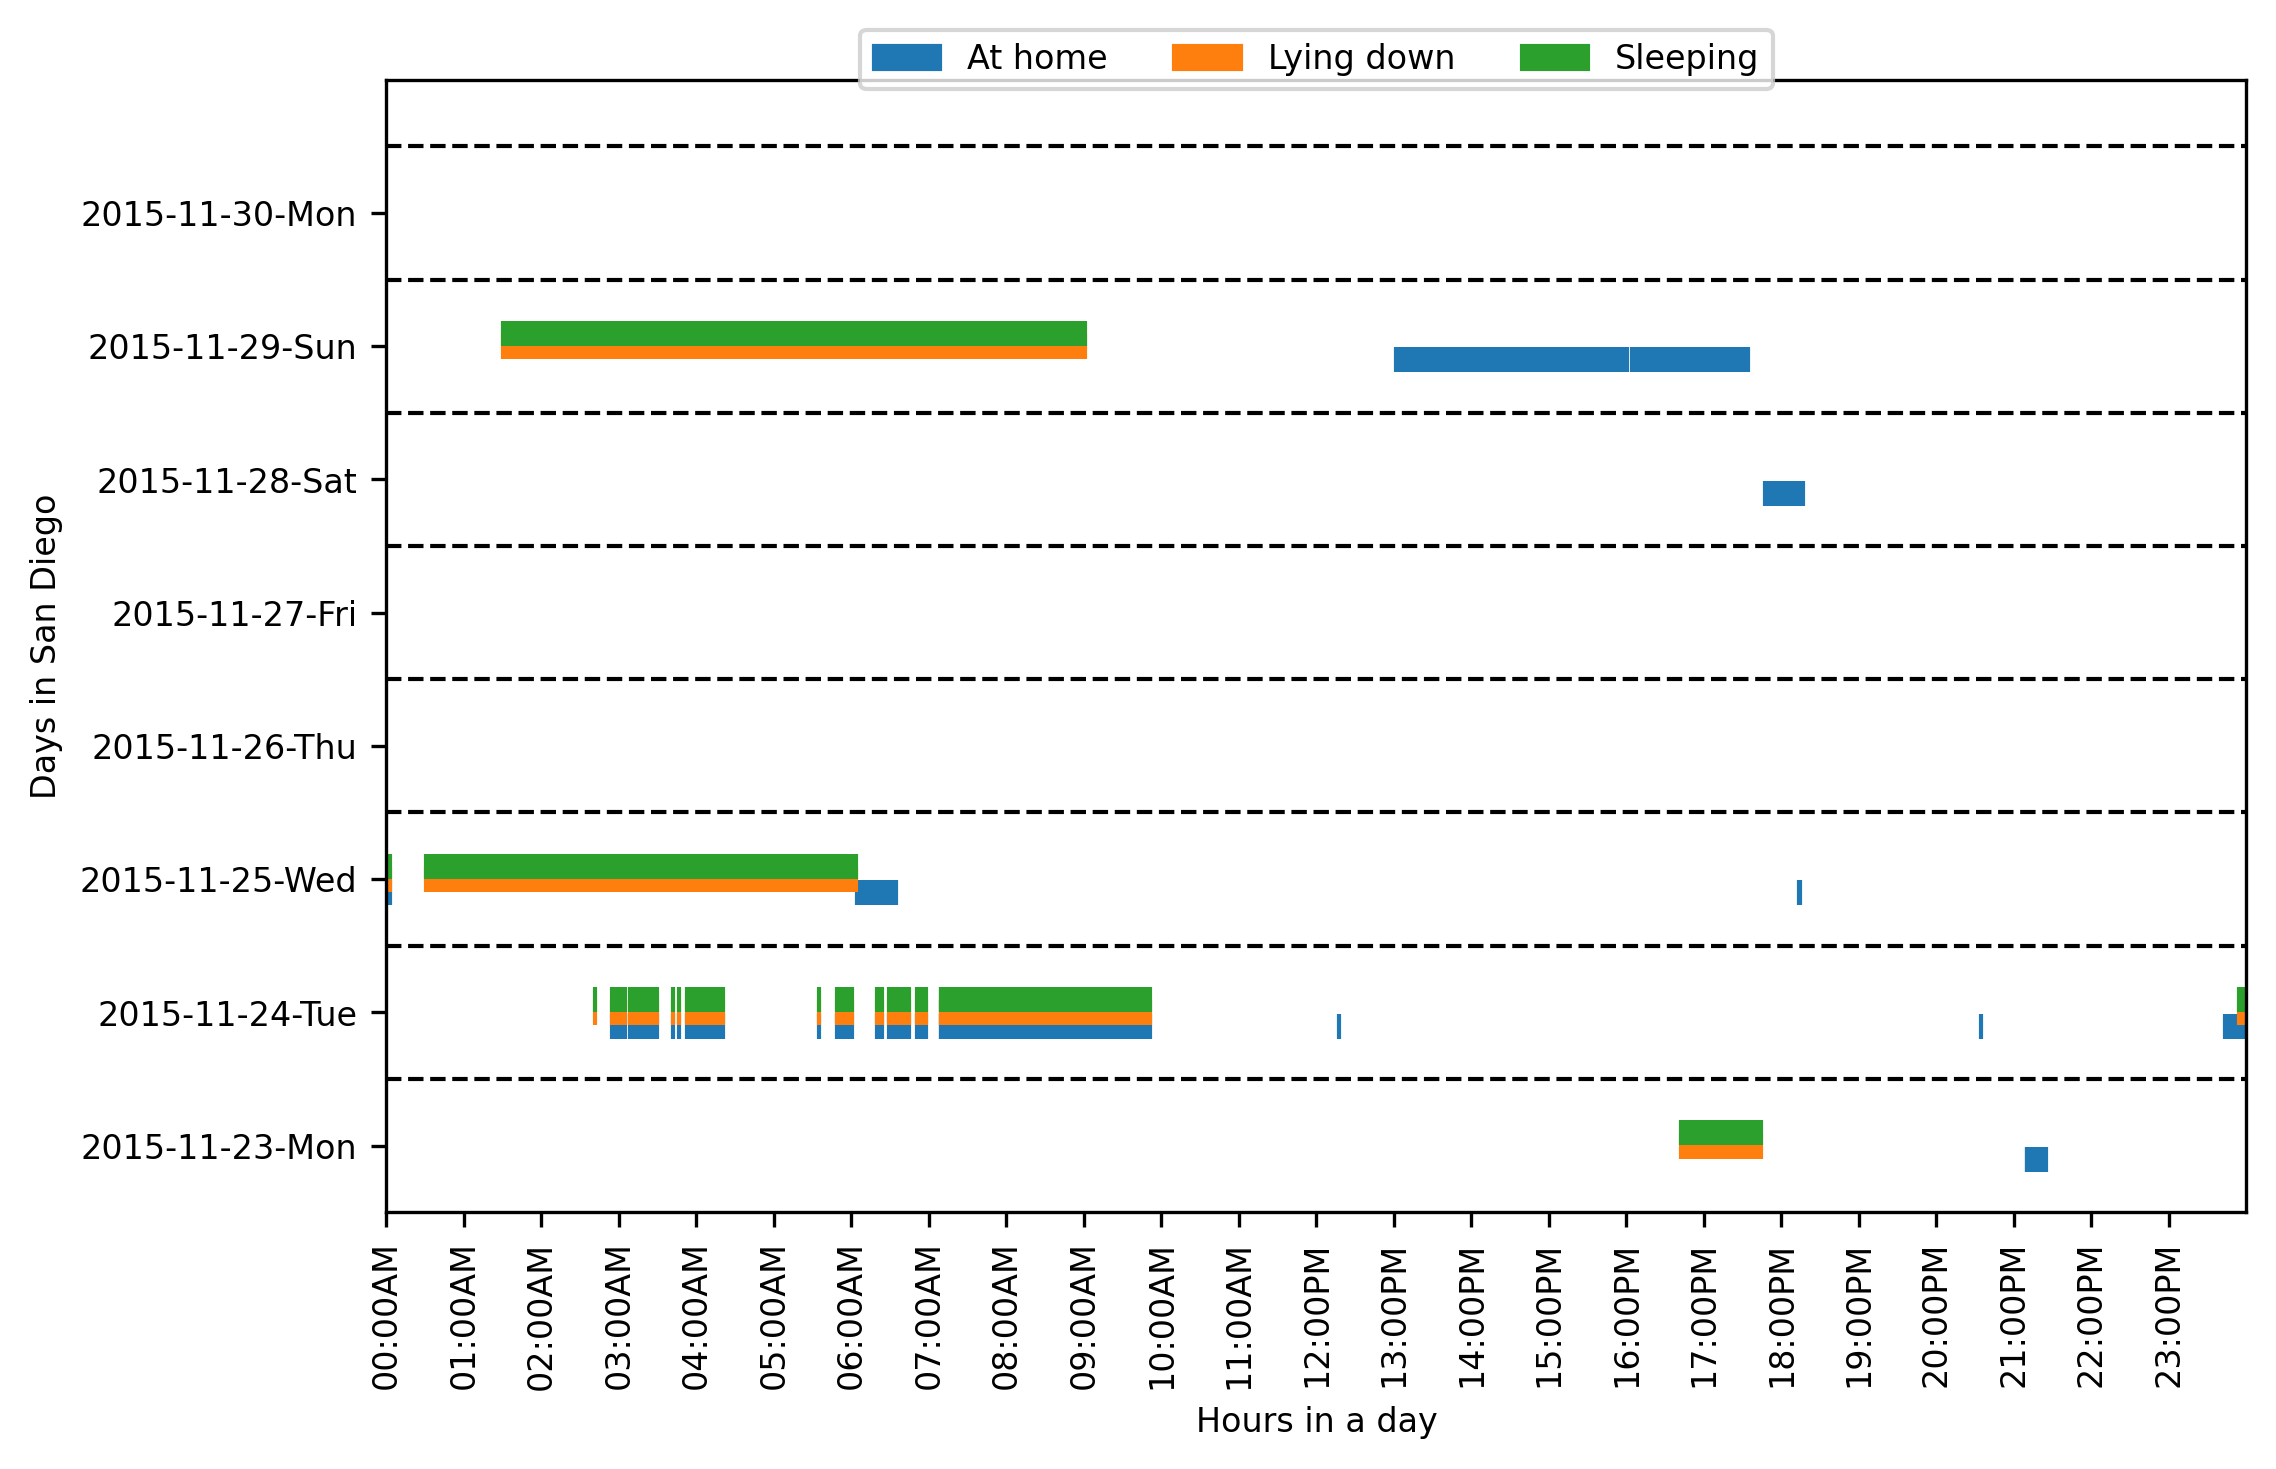 At home Lying down Sleeping
Days in San Diego
2015-11-30-Mon
2015-11-29-Sun
2015-11-28-Sat
2015-11-27-Fri
2015-11-26-Thu
2015-11-25-Wed
2015-11-24-Tue
2015-11-23-Mon
00:00AM
01:00AM
02:00AM
03:00AM
04:00AM
05:00AM
06:00AM
07:00AM
08:00AM
09:00AM
10:00AM
11:00AM
12:00PM
13:00PM
14:00PM
15:00PM
16:00PM
17:00PM
18:00PM
19:00PM
20:00PM
21:00PM
22:00PM
23:00PM
Hours in a day